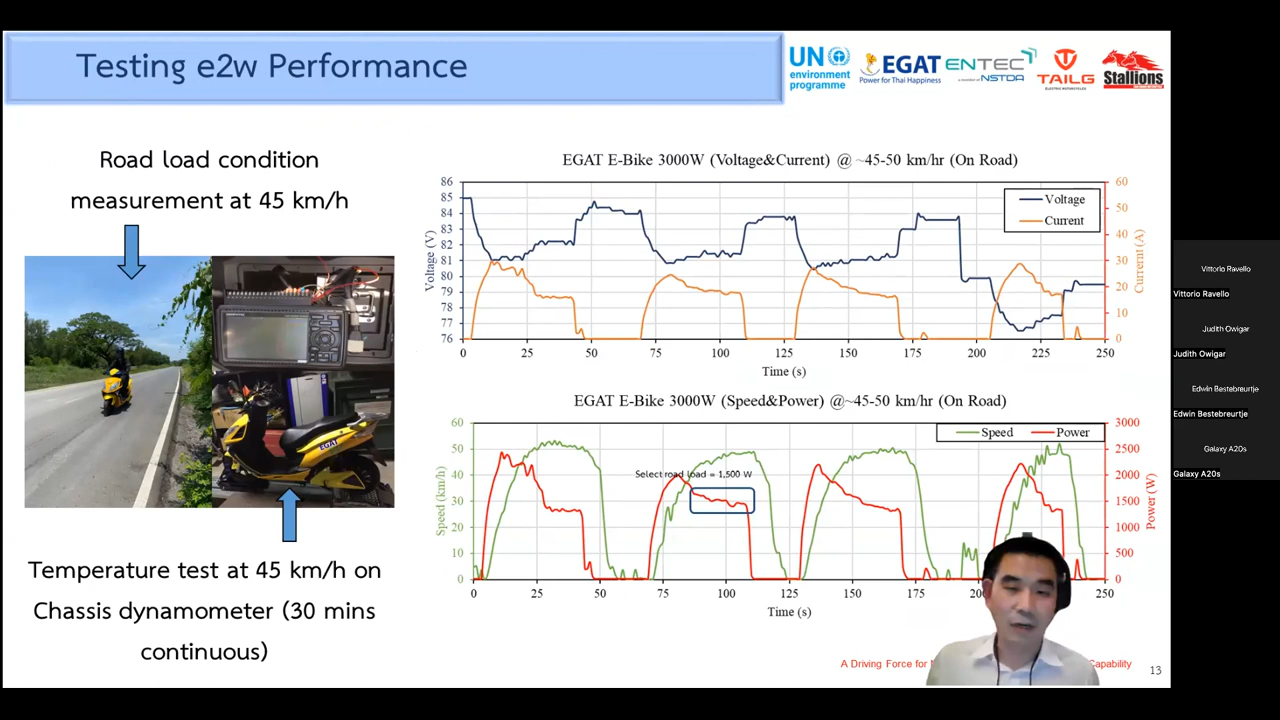 Testing e2w Performance
UN
environment
programme
EGAT
Power for Thai Happiness
ENTEC
a member of NSTDA
TAILG
ELECTRIC MOTORCYCLES
Stallions
Road load condition
measurement at 45 km/h
EGAT
Temperature test at 45 km/h on
Chassis dynamometer (30 mins
continuous)
EGAT E-Bike 3000W (Voltage&Current) @ ~45-50 km/hr (On Road)
Voltage
Current
Voltage (V)
86
85
84
83
82
81
80
79
78
77
76
Currernt (A)
60
50
40
30
20
10
0
0 25 50 75 100 125 150 175 200 225 250
Time (s)
EGAT E-Bike 3000W (Speed&Power) @~45-50 km/hr (On Road)
Speed
Power
Select road load = 1,500 W
Speed (km/h)
60
50
40
30
20
10
0
Power (W)
3000
2500
2000
1500
1000
500
0
0 25 50 75 100 125 150 175 250
Time (s)
A Driving Force for
Capability
13
Vittorio Ravello
Vittorio Ravello
Judith Owigar
Judith Owigar
Edwin Bestebreurtje
Edwin Bestebreurtje
Galaxy A20s
Galaxy A20s